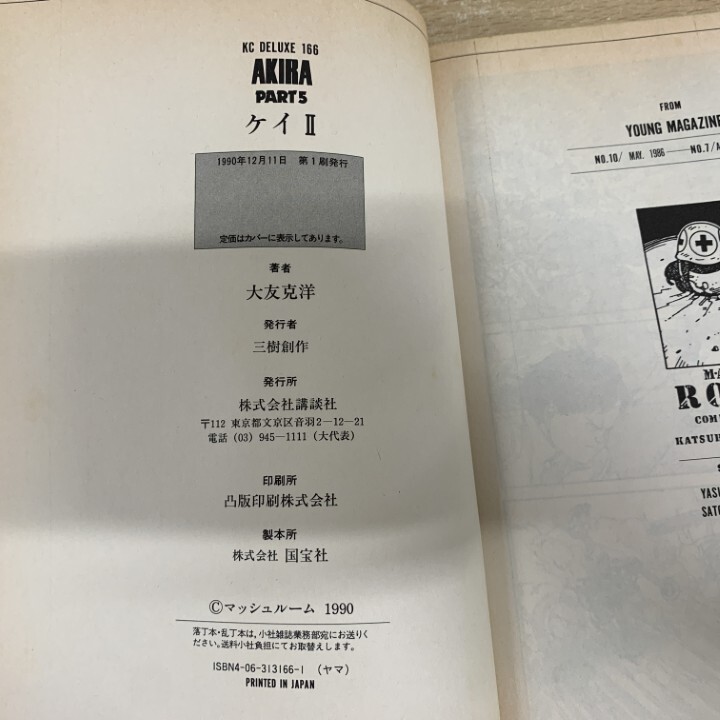 KC DELUXE 166
AKIRA
PART5
ケイⅡ
1990年12月11日 第1刷発行
定価はカバーに表示してあります。
著者
大友克洋
発行者
三樹創作
発行所
株式会社講談社
〒112 東京都文京区音羽2-12-21
電話 (03) 945-1111 (大代表)
印刷所
凸版印刷株式会社
製本所
株式会社 国宝社
©マッシュルーム 1990
落丁本・乱丁本は、小社雑誌業務部宛にお送りく
ださい。送料小社負担にてお取替えします。
ISBN4-06-313166-1 (ヤマ)
PRINTED IN JAPAN
FROM
YOUNG MAGAZINE
NO.10/ MAY. 1986 NO.7/A
COM
KATSUH
YASU
SATO